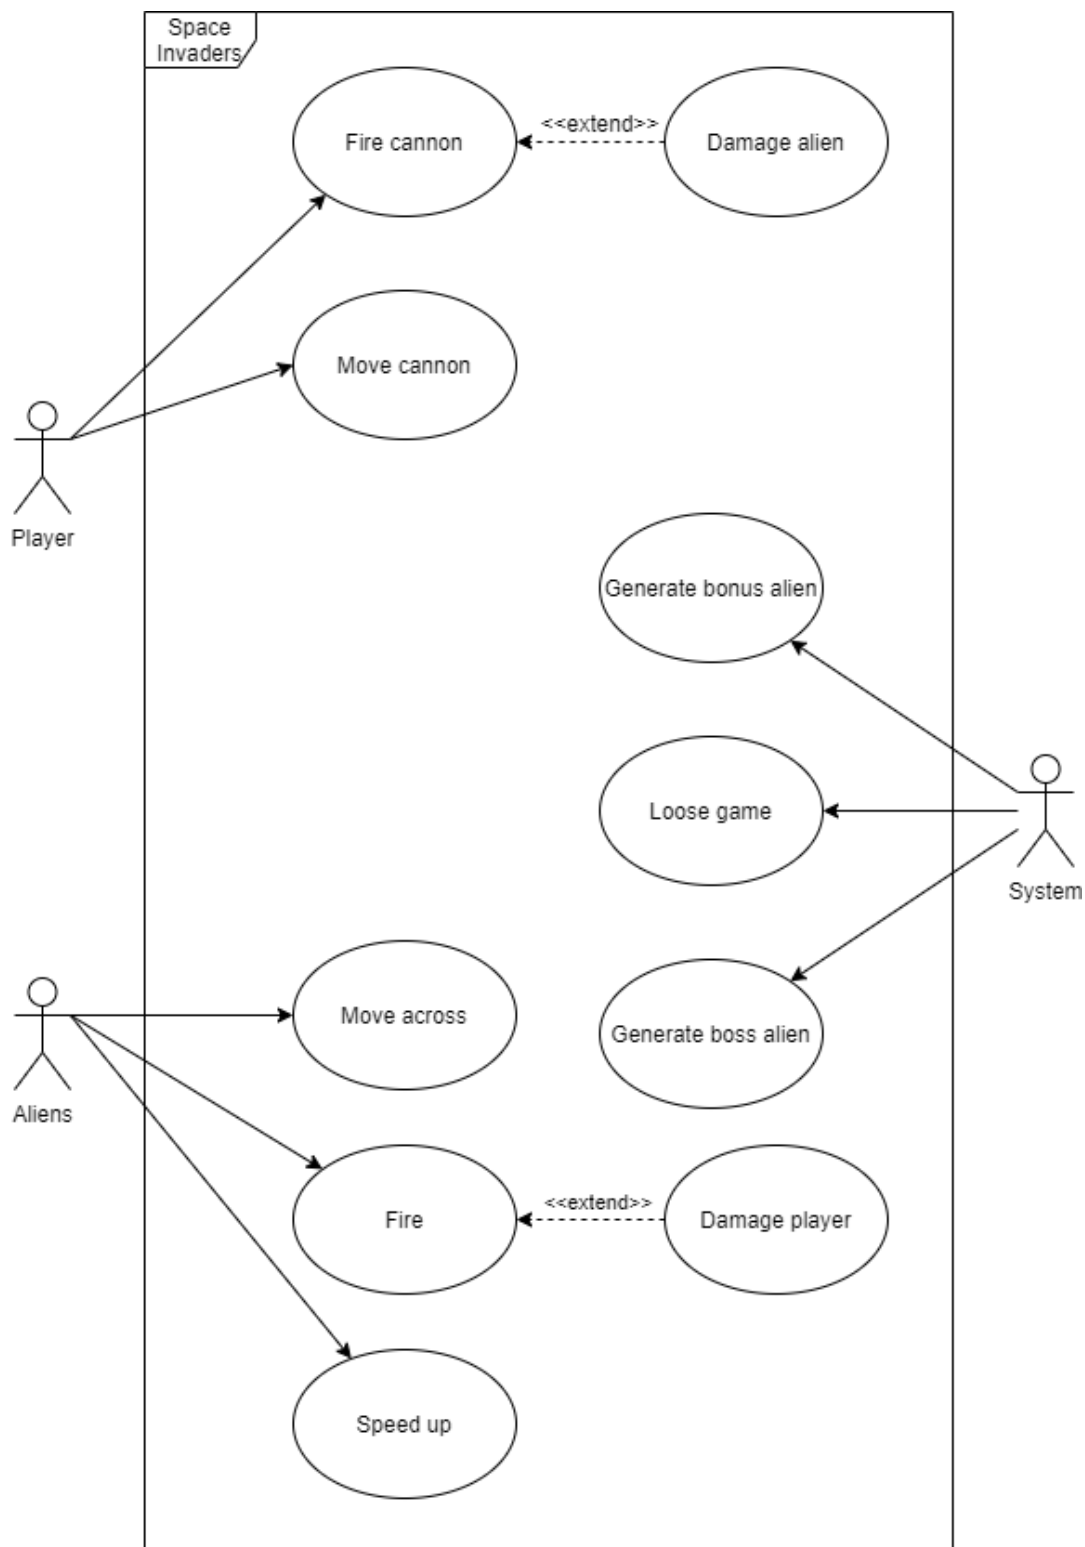 Space
Invaders
Fire cannon
<<extend>>
Damage alien
Move cannon
Player
Generate bonus alien
Loose game
System
Move across
Generate boss alien
Aliens
Fire
<<extend>>
Damage player
Speed up